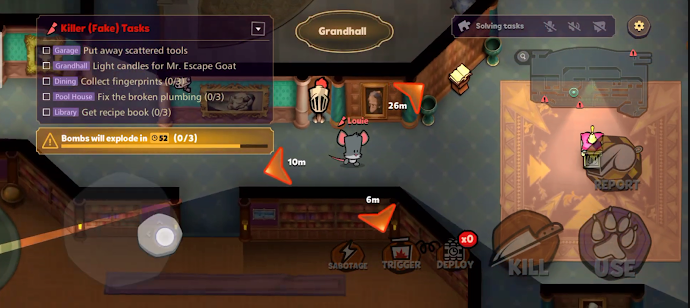 Killer (Fake) Tasks
Garage Put away scattered tools
Grandhall Light candles for Mr. Escape Goat
Dining Collect fingerprints (0/3)
Pool House Fix the broken plumbing (0/3)
Library Get recipe book (0/3)
Bombs will explode in 52 (0/3)
Grandhall
Solving tasks
26m
Louie
10m
6m
x0
REPORT
SABOTAGE
TRIGGER
DEPLOY
KILL
USE